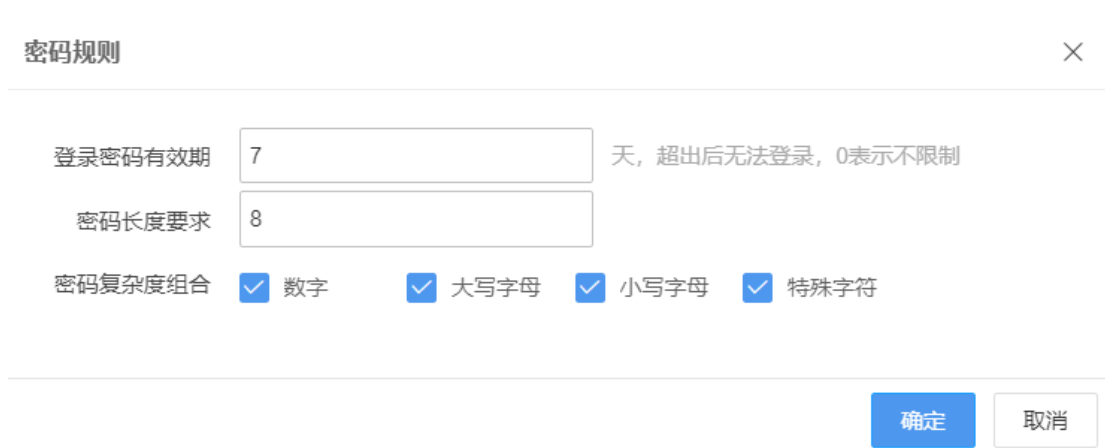 密码规则
登录密码有效期 7 天，超出后无法登录，0表示不限制
密码长度要求 8
密码复杂度组合 数字 大写字母 小写字母 特殊字符
确定 取消